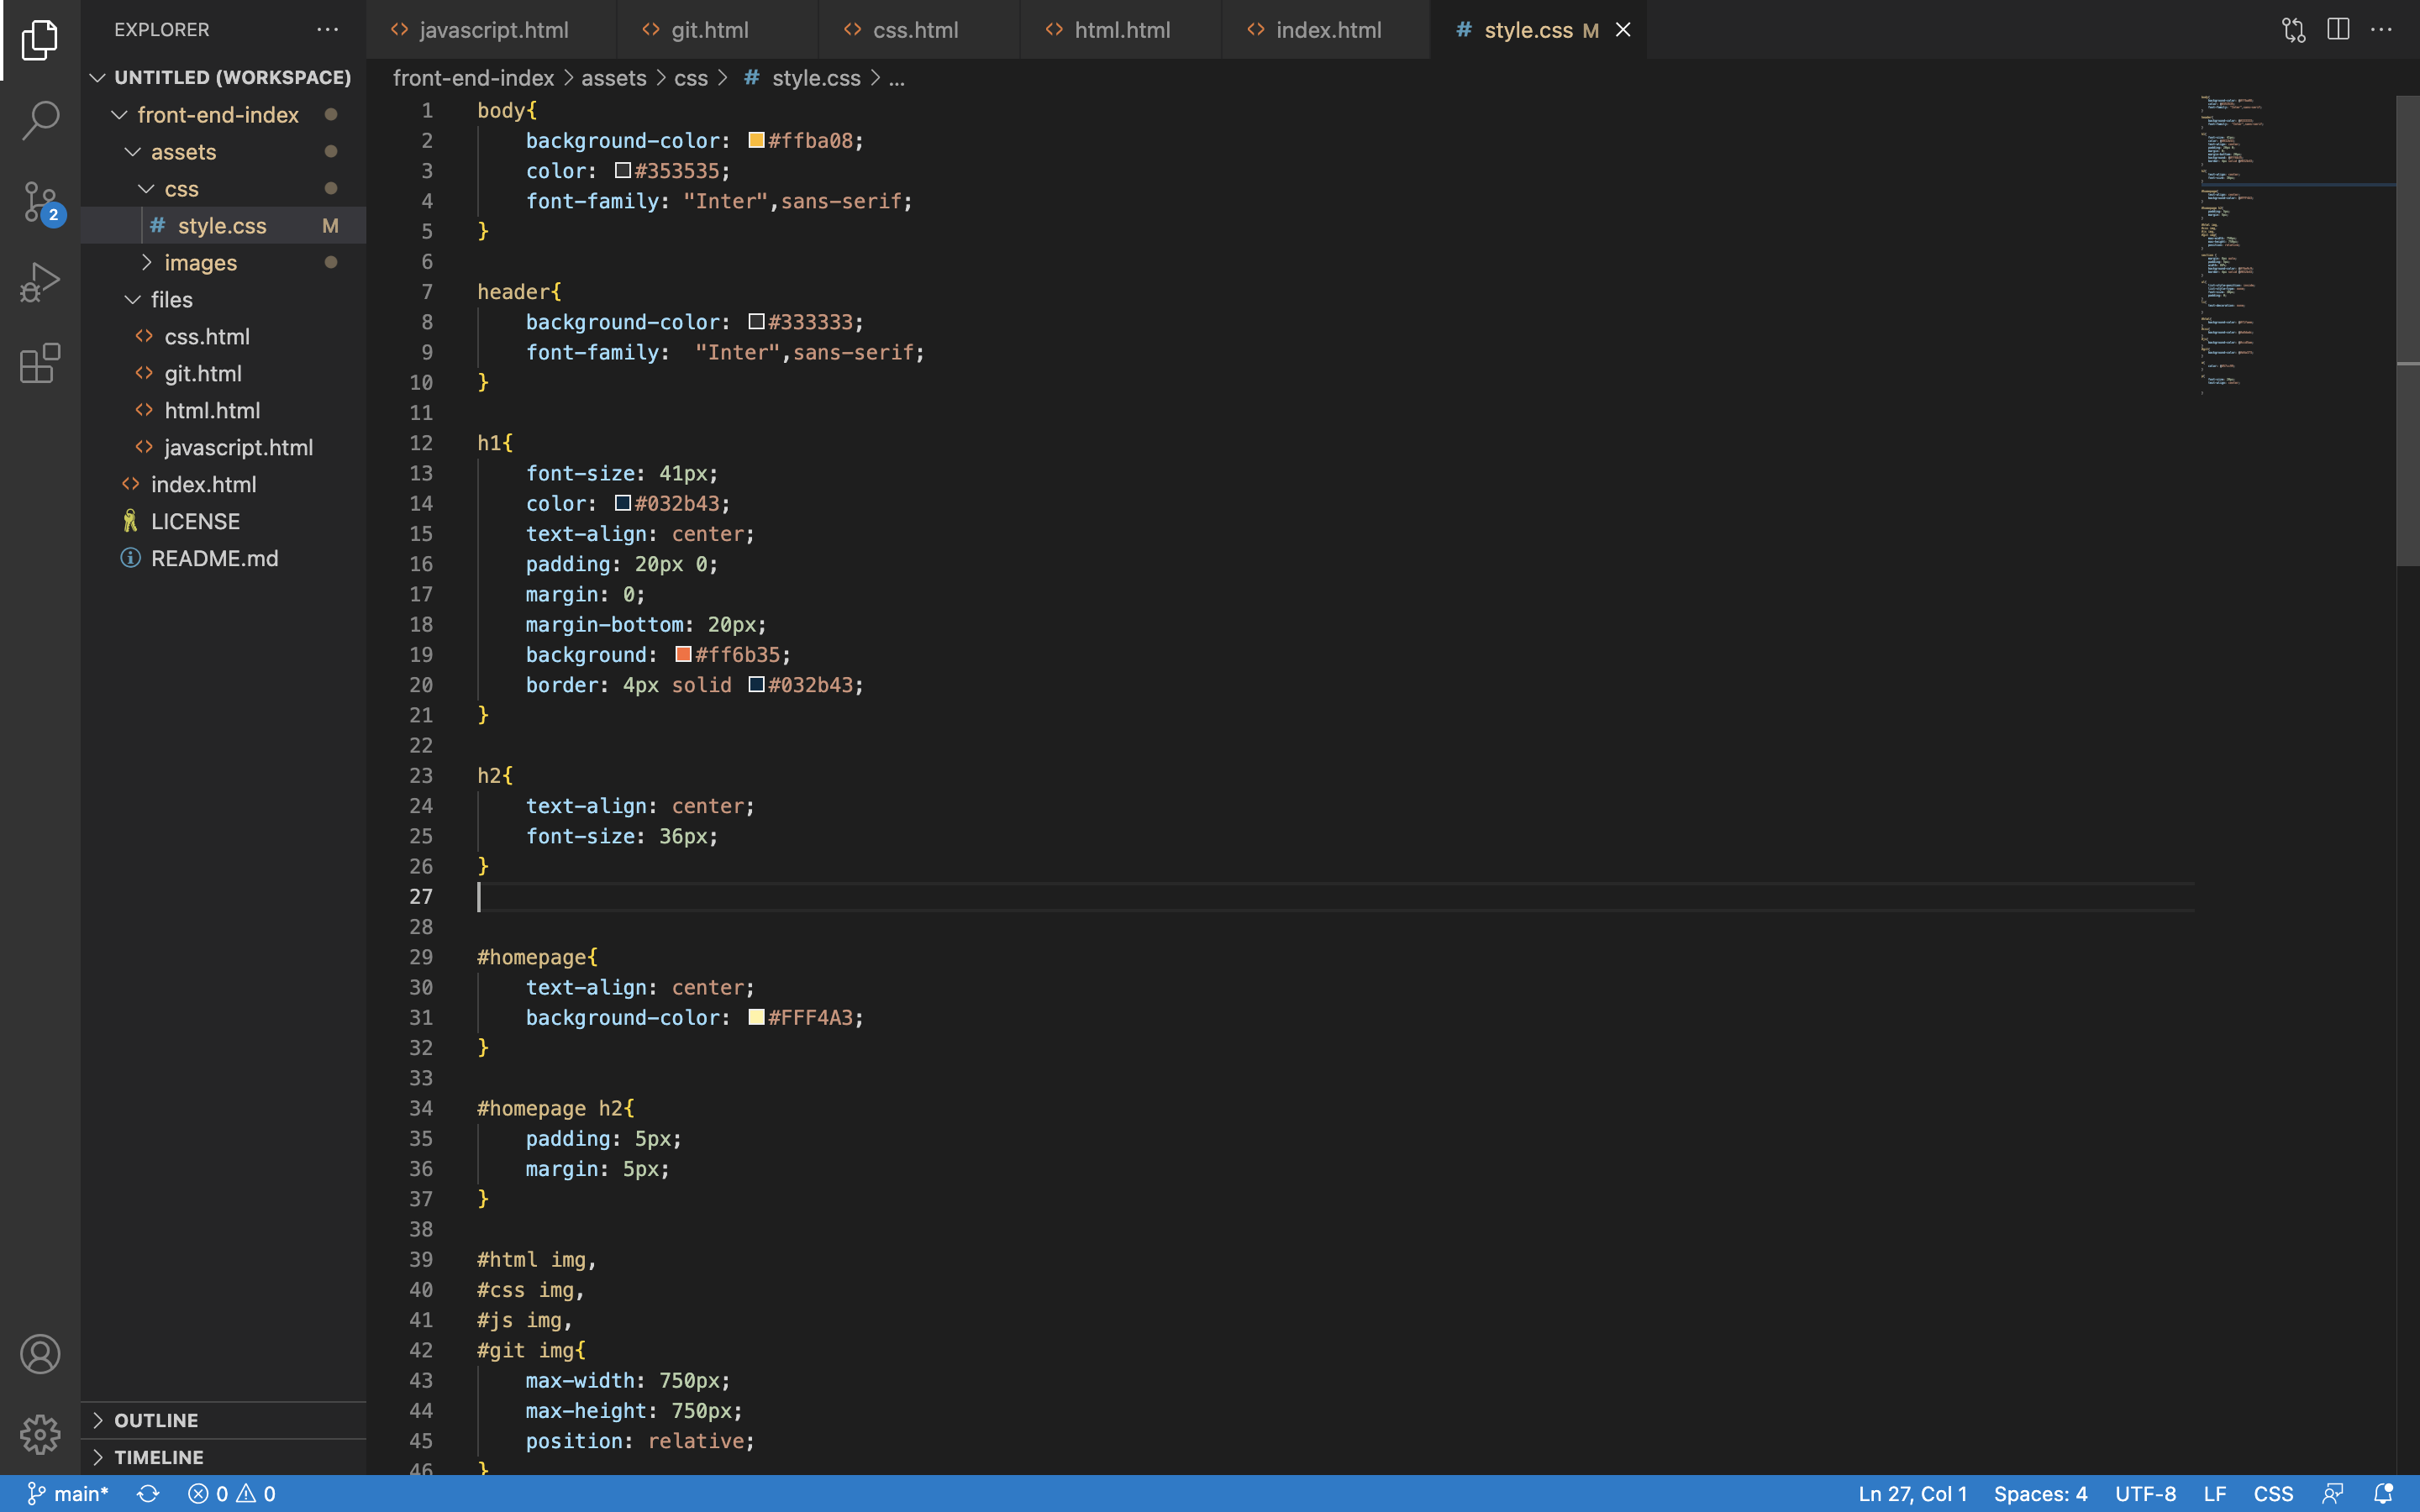 EXPLORER
UNTITLED (WORKSPACE)
front-end-index
assets
css
# style.css M
images
files
css.html
git.html
html.html
javascript.html
index.html
LICENSE
README.md
OUTLINE
TIMELINE
2
javascript.html git.html css.html html.html index.html # style.css M
front-end-index > assets > css > # style.css > ...
1 body{
2 background-color: #ffba08;
3 color: #353535;
4 font-family: "Inter",sans-serif;
5 }
6
7 header{
8 background-color: #333333;
9 font-family:  "Inter",sans-serif;
10 }
11
12 h1{
13 font-size: 41px;
14 color: #032b43;
15 text-align: center;
16 padding: 20px 0;
17 margin: 0;
18 margin-bottom: 20px;
19 background: #ff6b35;
20 border: 4px solid #032b43;
21 }
22
23 h2{
24 text-align: center;
25 font-size: 36px;
26 }
27
28
29 #homepage{
30 text-align: center;
31 background-color: #FFF4A3;
32 }
33
34 #homepage h2{
35 padding: 5px;
36 margin: 5px;
37 }
38
39 #html img,
40 #css img,
41 #js img,
42 #git img{
43 max-width: 750px;
44 max-height: 750px;
45 position: relative;
46 }
main* 0 0 Ln 27, Col 1 Spaces: 4 UTF-8 LF CSS